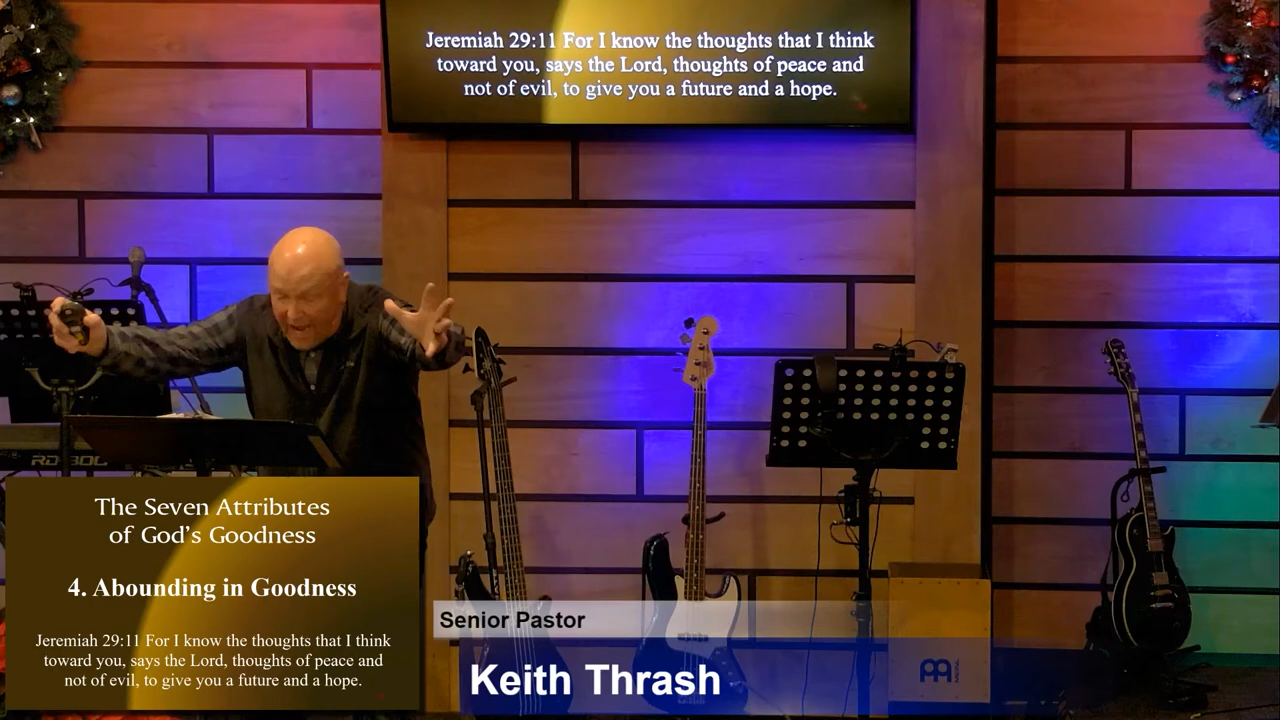 Jeremiah 29:11 For I know the thoughts that I think
toward you, says the Lord, thoughts of peace and
not of evil, to give you a future and a hope.
The Seven Attributes
of God's Goodness
4. Abounding in Goodness
Jeremiah 29:11 For I know the thoughts that I think
toward you, says the Lord, thoughts of peace and
not of evil, to give you a future and a hope.
Senior Pastor
Keith Thrash